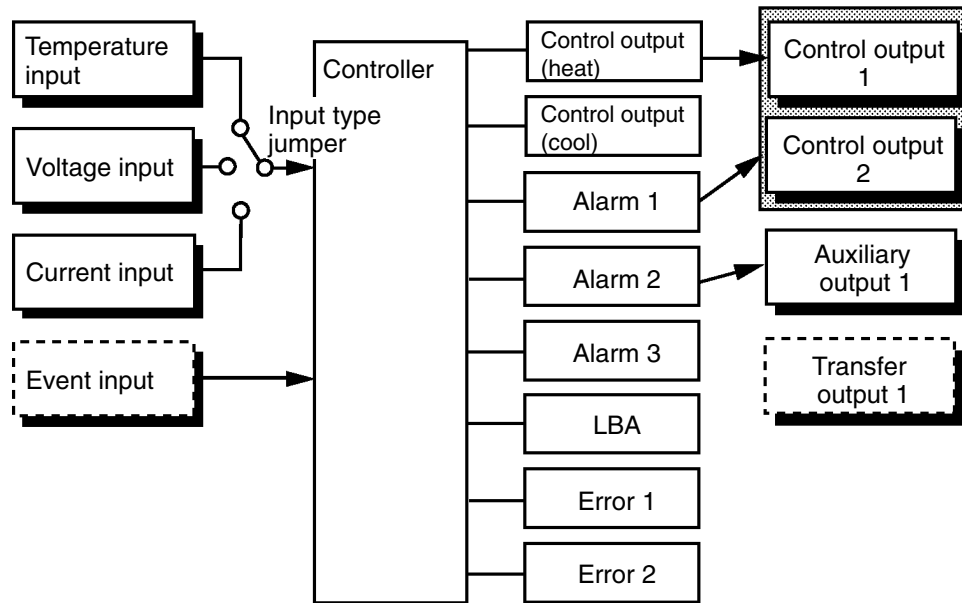 Temperature
input
Voltage input
Current input
Event input
Input type
jumper
Controller
Control output
(heat)
Control output
(cool)
Alarm 1
Alarm 2
Alarm 3
LBA
Error 1
Error 2
Control output
1
Control output
2
Auxiliary
output 1
Transfer
output 1